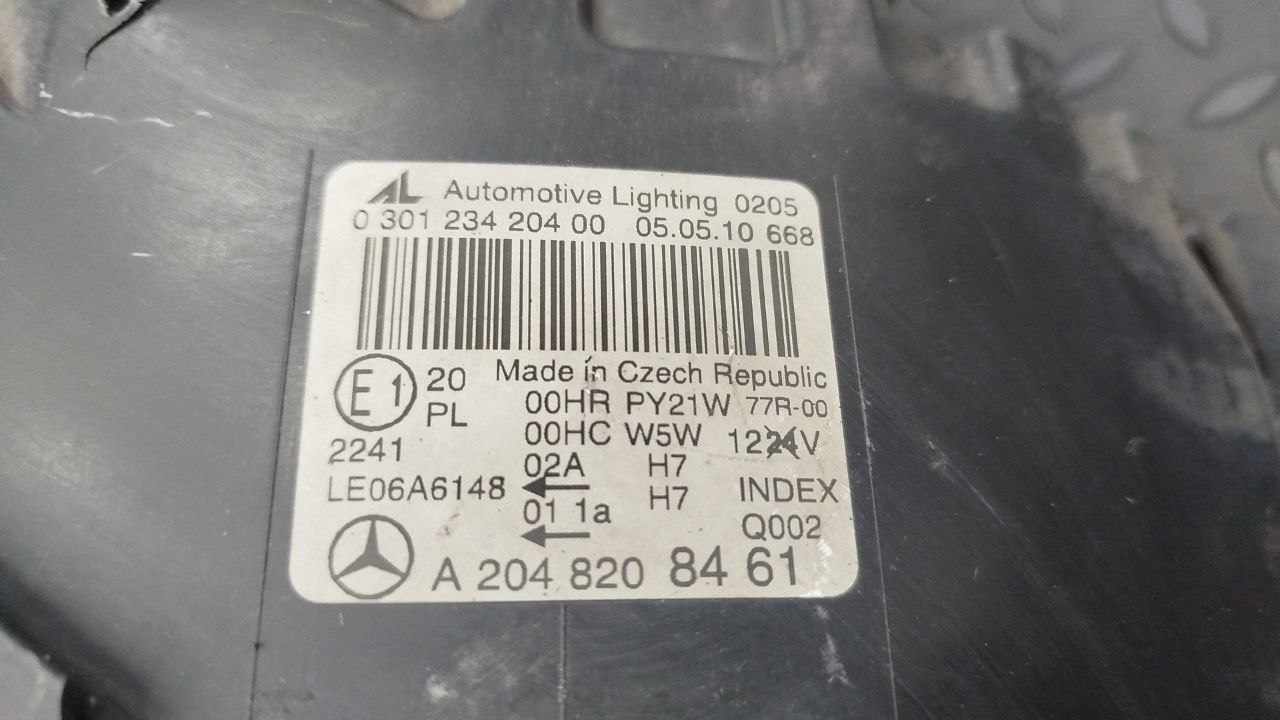 AL Automotive Lighting 0205
0 301 234 204 00 05.05.10 668
E1 20 Made in Czech Republic
PL 00HR PY21W 77R-00
2241 00HC W5W 1224V
02A H7
LE06A6148 H7 INDEX
01 1a Q002
A 204 820 84 61